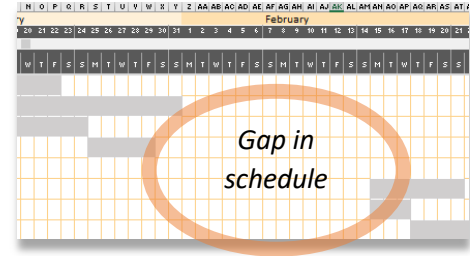 N O P Q R S T U V W X Y Z AA AB AC AD AE AF AG AH AI AJ AK AL AM AN AO AP AQ AR AS AT
ry February
20 21 22 23 24 25 26 27 28 29 30 31 1 2 3 4 5 6 7 8 9 10 11 12 13 14 15 16 17 18 19 20 21
W T F S S M T W T F S S M T W T F S S M T W T F S S M T W T F S S
Gap in
schedule